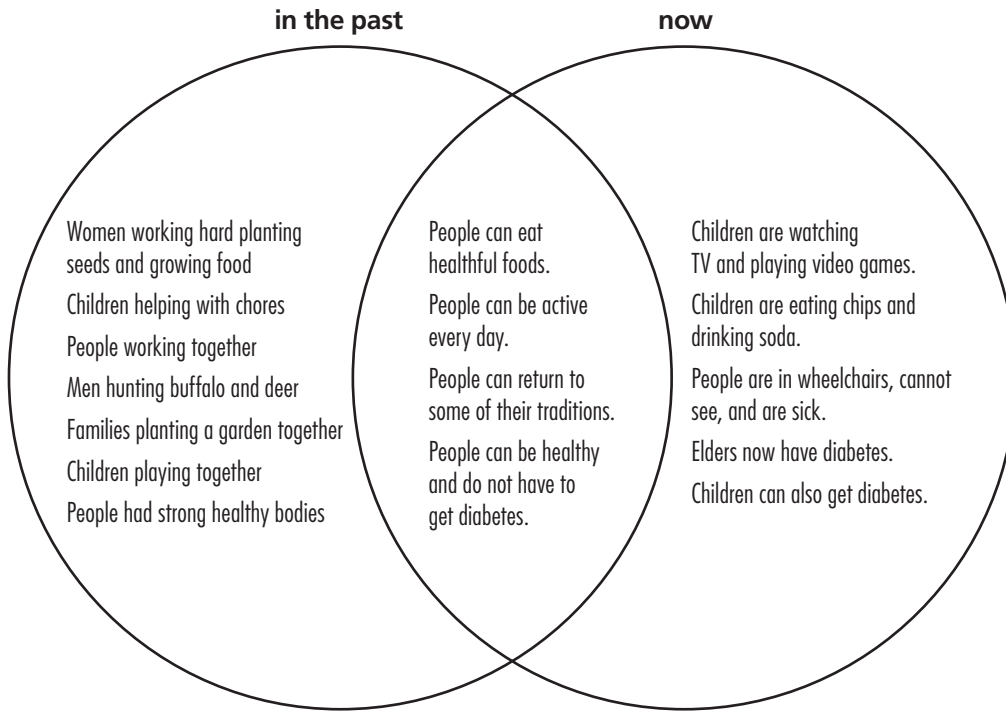 in the past
now
Women working hard planting
seeds and growing food
Children helping with chores
People working together
Men hunting buffalo and deer
Families planting a garden together
Children playing together
People had strong healthy bodies
People can eat
healthful foods.
People can be active
every day.
People can return to
some of their traditions.
People can be healthy
and do not have to
get diabetes.
Children are watching
TV and playing video games.
Children are eating chips and
drinking soda.
People are in wheelchairs, cannot
see, and are sick.
Elders now have diabetes.
Children can also get diabetes.